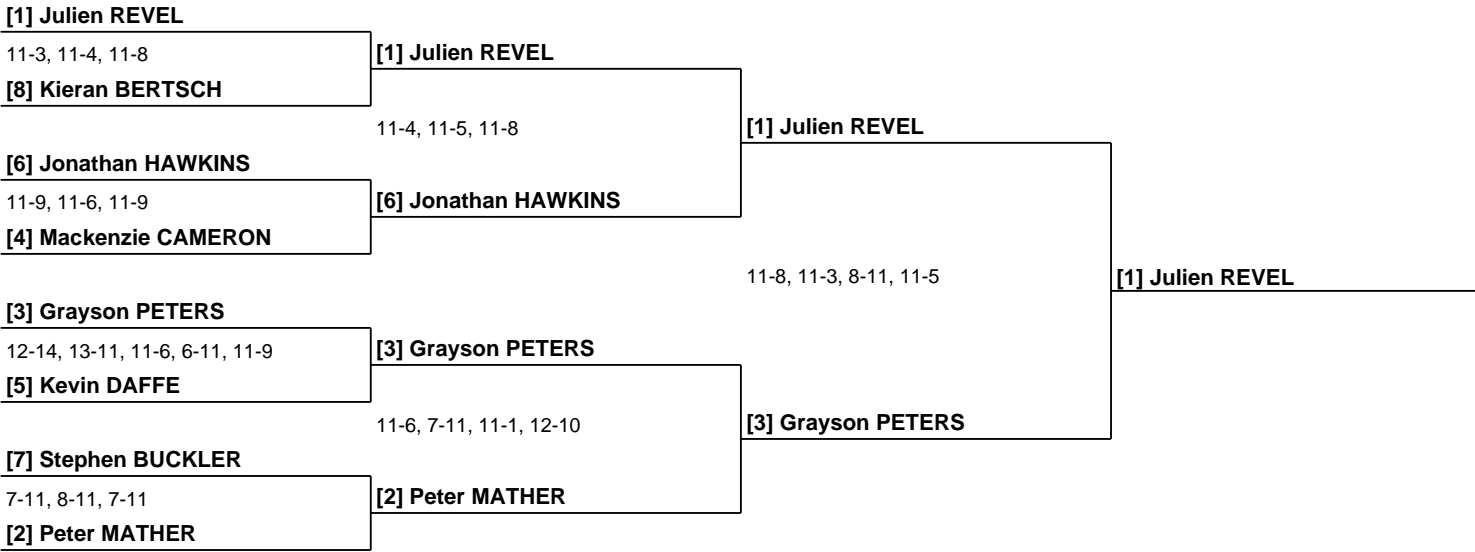 [1] Julien REVEL
11-3, 11-4, 11-8
[1] Julien REVEL
[8] Kieran BERTSCH
11-4, 11-5, 11-8
[1] Julien REVEL
[6] Jonathan HAWKINS
11-9, 11-6, 11-9
[6] Jonathan HAWKINS
[4] Mackenzie CAMERON
11-8, 11-3, 8-11, 11-5
[1] Julien REVEL
[3] Grayson PETERS
12-14, 13-11, 11-6, 6-11, 11-9
[3] Grayson PETERS
[5] Kevin DAFFE
11-6, 7-11, 11-1, 12-10
[3] Grayson PETERS
[7] Stephen BUCKLER
7-11, 8-11, 7-11
[2] Peter MATHER
[2] Peter MATHER